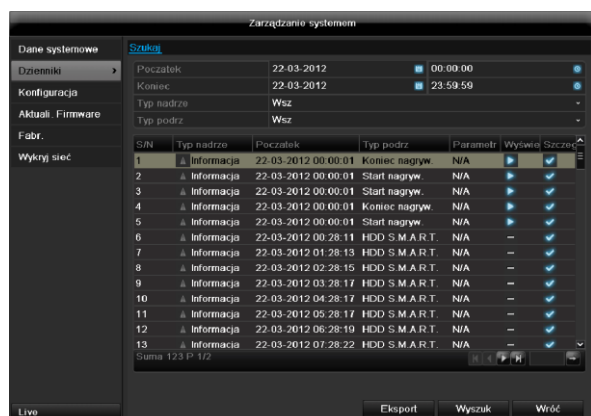 Zarządzanie systemem
Dane systemowe
Dzienniki
Konfiguracja
Aktuali. Firmware
Fabr.
Wykryj sieć
Szukaj
Początek 22-03-2012 00:00:00
Koniec 22-03-2012 23:59:59
Typ nadrze Wsz
Typ podrz Wsz
S/N Typ nadrze Początek Typ podrz Parametr Wyświe Szczeg
1 Informacja 22-03-2012 00:00:01 Koniec nagryw. N/A
2 Informacja 22-03-2012 00:00:01 Start nagryw. N/A
3 Informacja 22-03-2012 00:00:01 Start nagryw. N/A
4 Informacja 22-03-2012 00:00:01 Koniec nagryw. N/A
5 Informacja 22-03-2012 00:00:01 Start nagryw. N/A
6 Informacja 22-03-2012 00:28:11 HDD S.M.A.R.T. N/A –
7 Informacja 22-03-2012 01:28:13 HDD S.M.A.R.T. N/A –
8 Informacja 22-03-2012 02:28:15 HDD S.M.A.R.T. N/A –
9 Informacja 22-03-2012 03:28:17 HDD S.M.A.R.T. N/A –
10 Informacja 22-03-2012 04:28:17 HDD S.M.A.R.T. N/A –
11 Informacja 22-03-2012 05:28:17 HDD S.M.A.R.T. N/A –
12 Informacja 22-03-2012 06:28:19 HDD S.M.A.R.T. N/A –
13 Informacja 22-03-2012 07:28:22 HDD S.M.A.R.T. N/A –
Suma 123 P 1/2
Live Eksport Wyszuk Wróć